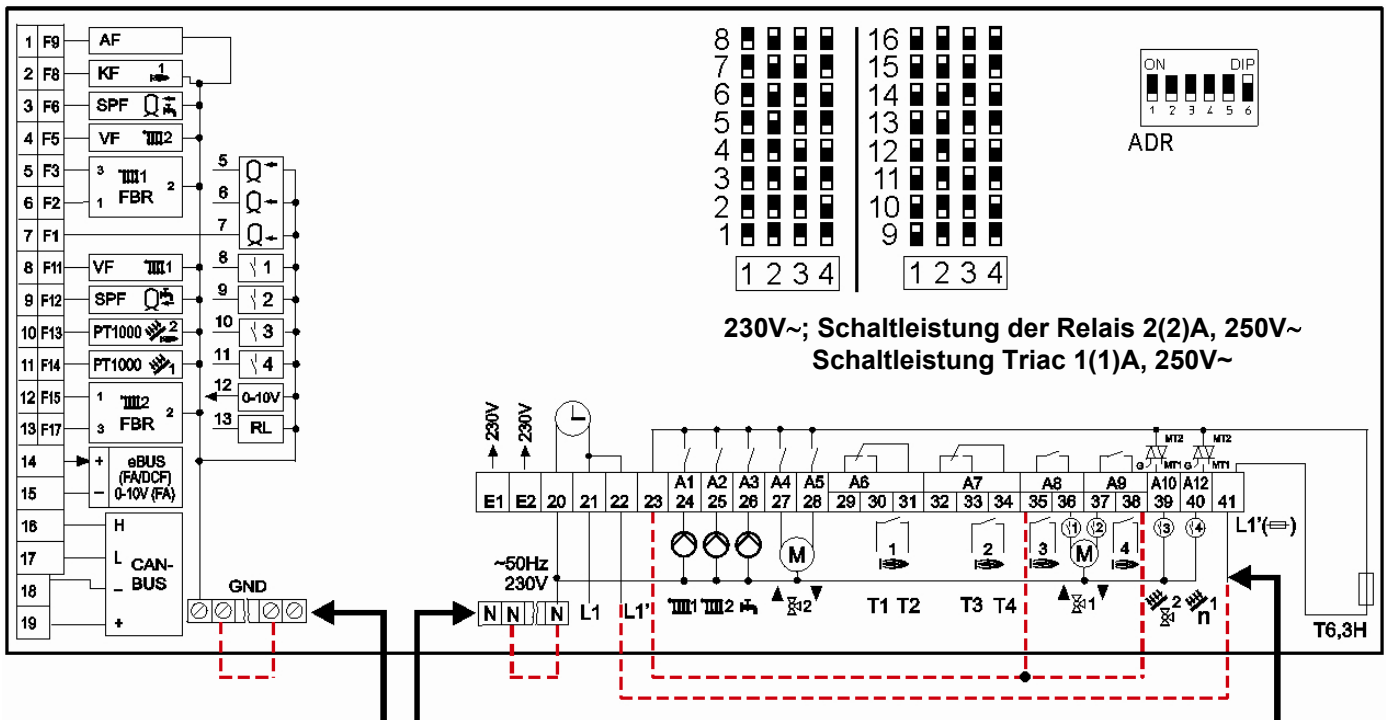 1 F9 AF
2 F8 KF 1
3 F6 SPF
4 F5 VF 2
5 F3 3 1 2
6 F2 1 FBR
7 F1
8 F11 VF 1
9 F12 SPF
10 F13 PT1000 2
11 F14 PT1000 1
12 F15 1 2 2
13 F17 3 FBR
14 + eBUS
(FA/DCF)
15 – 0-10V (FA)
16 H
17 L CAN-
18 – BUS
19 +
5
6
7
8 1
9 2
10 3
11 4
12 0-10V
13 RL
GND
8
7
6
5
4
3
2
1
1 2 3 4
16
15
14
13
12
11
10
9
1 2 3 4
ON DIP
1 2 3 4 5 6
ADR
230V~; Schaltleistung der Relais 2(2)A, 250V~
Schaltleistung Triac 1(1)A, 250V~
230V 230V
MT2 MT2
G MT1 G MT1
A1 A2 A3 A4 A5 A6 A7 A8 A9 A10 A12
E1 E2 20 21 22 23 24 25 26 27 28 29 30 31 32 33 34 35 36 37 38 39 40 41
L1'
1 2 3 4
M 1 2 3 M 4
~50Hz
230V
N N N L1 L1'
1 2 2 T1 T2 T3 T4 1 2 1
n
T6,3H